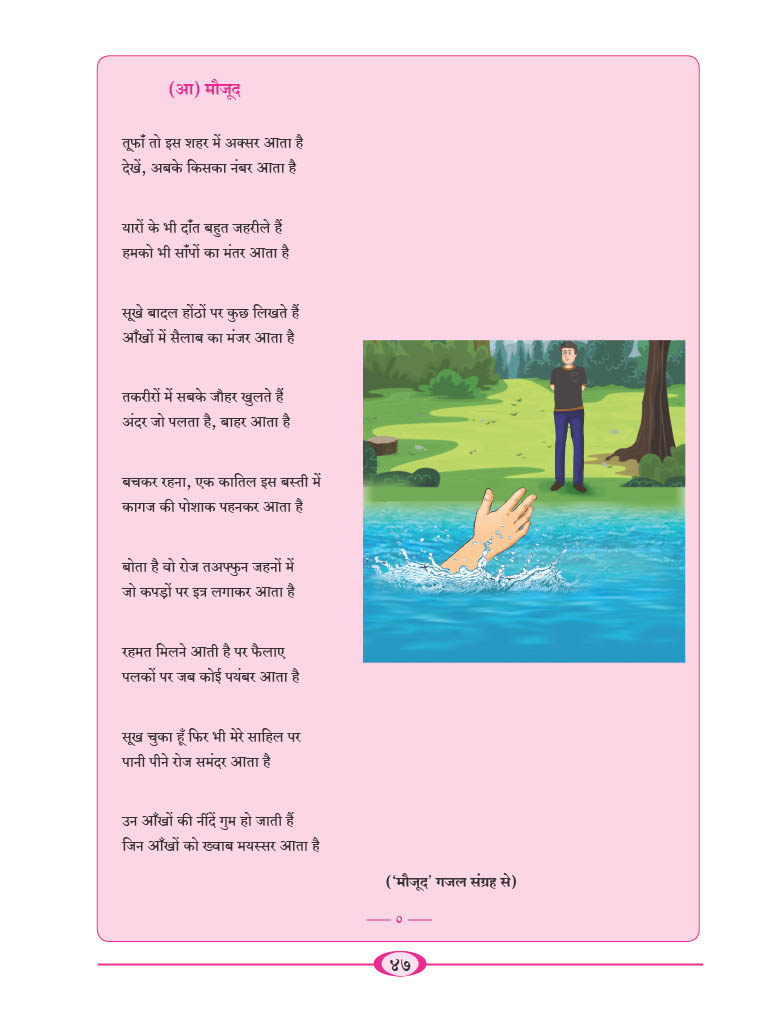 (आ) मौजूद
तूफाँ तो इस शहर में अक्सर आता है
देखें, अबके किसका नंबर आता है
यारों के भी दाँत बहुत जहरीले हैं
हमको भी साँपों का मंतर आता है
सूखे बादल होंठों पर कुछ लिखते हैं
आँखों में सैलाब का मंजर आता है
तकरीरों में सबके जौहर खुलते हैं
अंदर जो पलता है, बाहर आता है
बचकर रहना, एक कातिल इस बस्ती में
कागज की पोशाक पहनकर आता है
बोता है वो रोज तअफ्फुन जहनों में
जो कपड़ों पर इत्र लगाकर आता है
रहमत मिलने आती है पर फैलाए
पलकों पर जब कोई पयंबर आता है
सूख चुका हूँ फिर भी मेरे साहिल पर
पानी पीने रोज समंदर आता है
उन आँखों की नींदें गुम हो जाती हैं
जिन आँखों को ख्वाब मयस्सर आता है
(‘मौजूद’ गजल संग्रह से)
४७